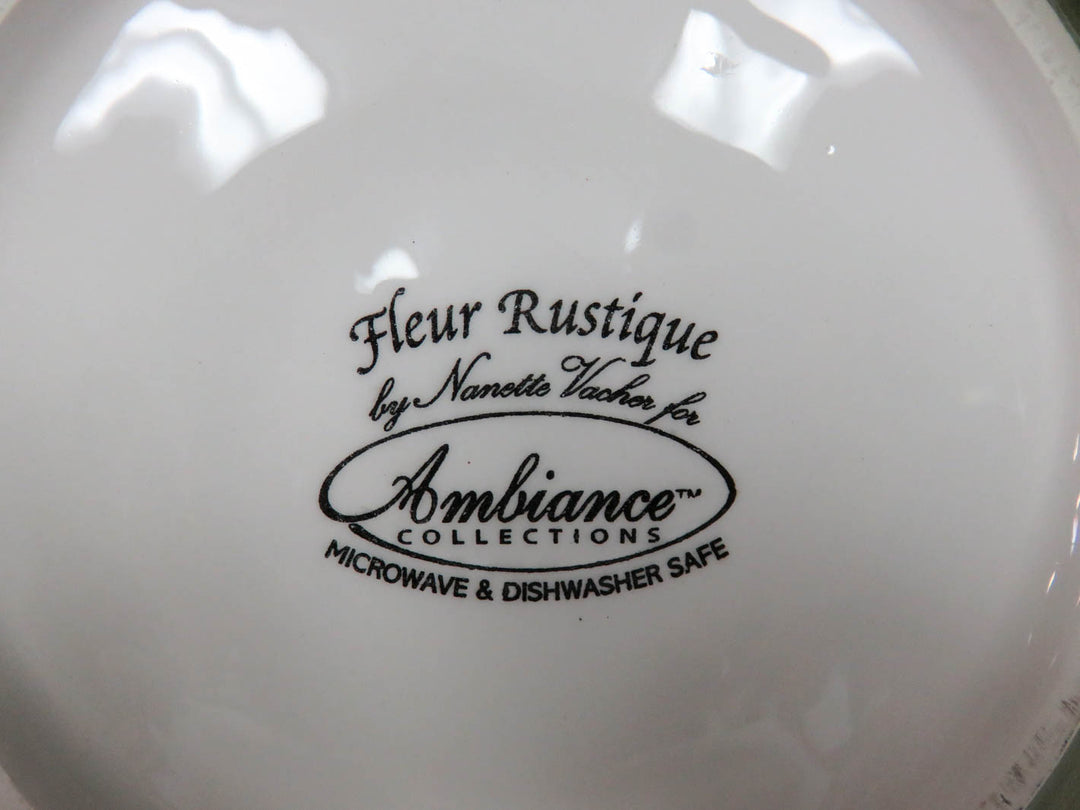 Fleur Rustique
by Nanette Vacher for
Ambiance™
COLLECTIONS
MICROWAVE & DISHWASHER SAFE